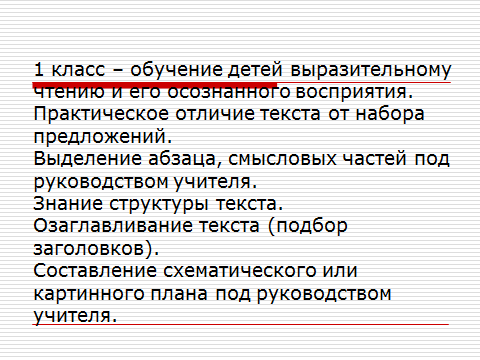 1 класс – обучение детей выразительному
чтению и его осознанного восприятия.
Практическое отличие текста от набора
предложений.
Выделение абзаца, смысловых частей под
руководством учителя.
Знание структуры текста.
Озаглавливание текста (подбор
заголовков).
Составление схематического или
картинного плана под руководством
учителя.